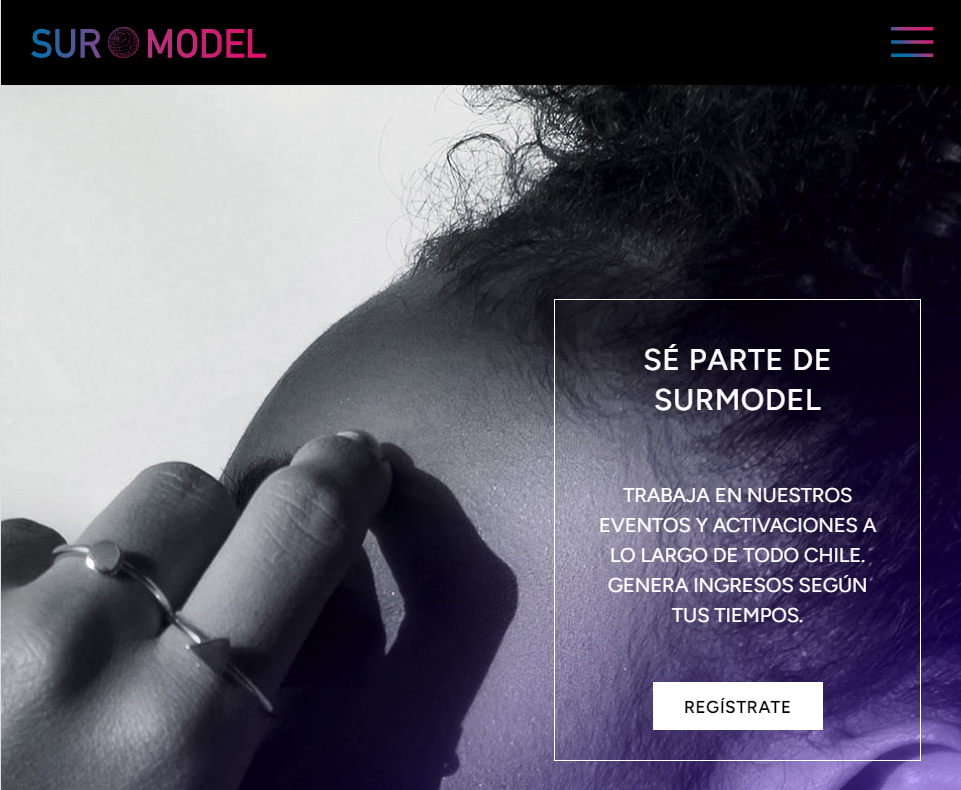 SUR MODEL
SÉ PARTE DE
SURMODEL
TRABAJA EN NUESTROS
EVENTOS Y ACTIVACIONES A
LO LARGO DE TODO CHILE.
GENERA INGRESOS SEGÚN
TUS TIEMPOS.
REGÍSTRATE